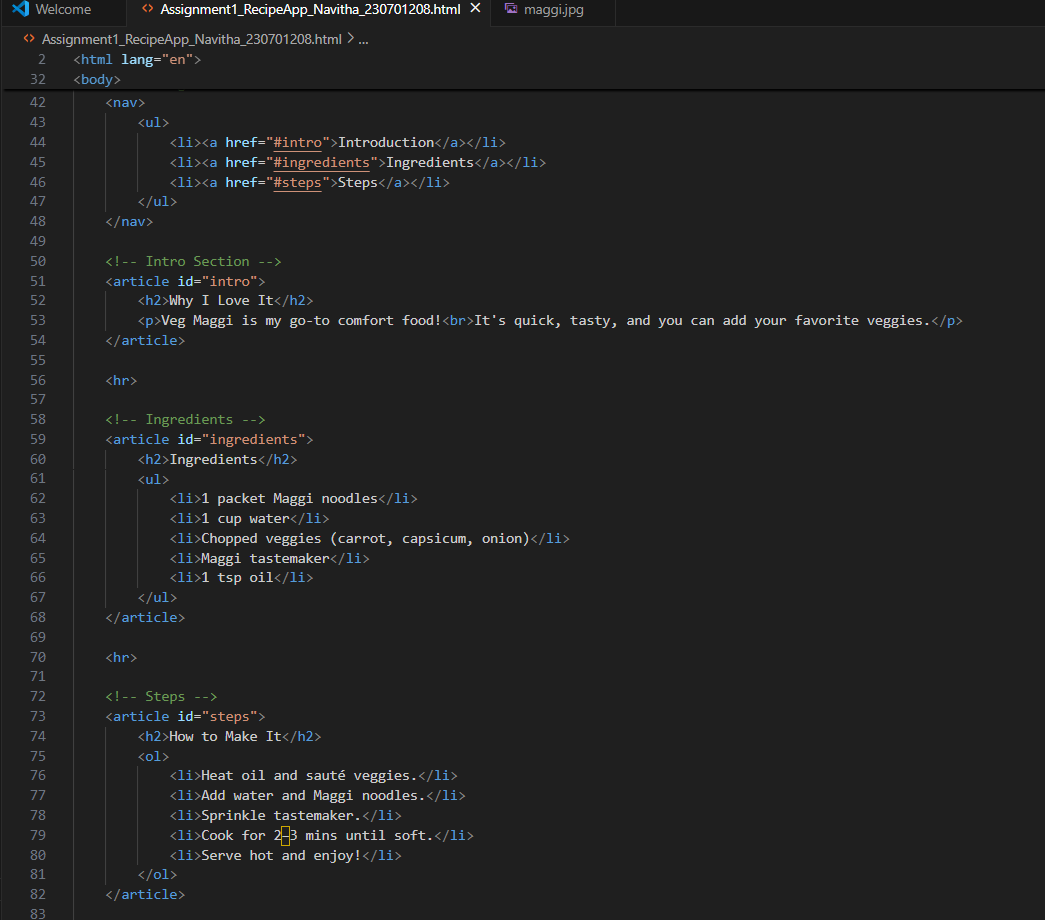 Welcome
<> Assignment1_RecipeApp_Navitha_230701208.html
maggi.jpg
<> Assignment1_RecipeApp_Navitha_230701208.html > ...
2 <html lang="en">
32 <body>
42 <nav>
43 <ul>
44 <li><a href="#intro">Introduction</a></li>
45 <li><a href="#ingredients">Ingredients</a></li>
46 <li><a href="#steps">Steps</a></li>
47 </ul>
48 </nav>
49
50 <!-- Intro Section -->
51 <article id="intro">
52 <h2>Why I Love It</h2>
53 <p>Veg Maggi is my go-to comfort food!<br>It's quick, tasty, and you can add your favorite veggies.</p>
54 </article>
55
56 <hr>
57
58 <!-- Ingredients -->
59 <article id="ingredients">
60 <h2>Ingredients</h2>
61 <ul>
62 <li>1 packet Maggi noodles</li>
63 <li>1 cup water</li>
64 <li>Chopped veggies (carrot, capsicum, onion)</li>
65 <li>Maggi tastemaker</li>
66 <li>1 tsp oil</li>
67 </ul>
68 </article>
69
70 <hr>
71
72 <!-- Steps -->
73 <article id="steps">
74 <h2>How to Make It</h2>
75 <ol>
76 <li>Heat oil and sauté veggies.</li>
77 <li>Add water and Maggi noodles.</li>
78 <li>Sprinkle tastemaker.</li>
79 <li>Cook for 2–3 mins until soft.</li>
80 <li>Serve hot and enjoy!</li>
81 </ol>
82 </article>
83